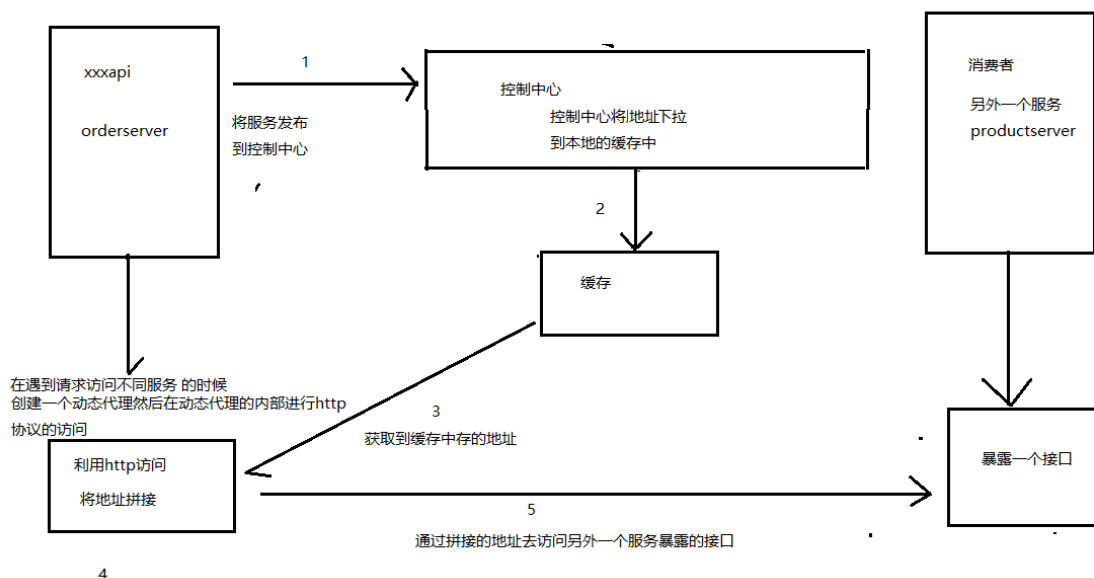 xxxapi
orderserver
1
将服务发布
到控制中心
控制中心
控制中心将地址下拉
到本地的缓存中
消费者
另外一个服务
productserver
2
缓存
在遇到请求访问不同服务 的时候
创建一个动态代理然后在动态代理的内部进行http
协议的访问
3
获取到缓存中存的地址
利用http访问
将地址拼接
暴露一个接口
5
通过拼接的地址去访问另外一个服务暴露的接口
4